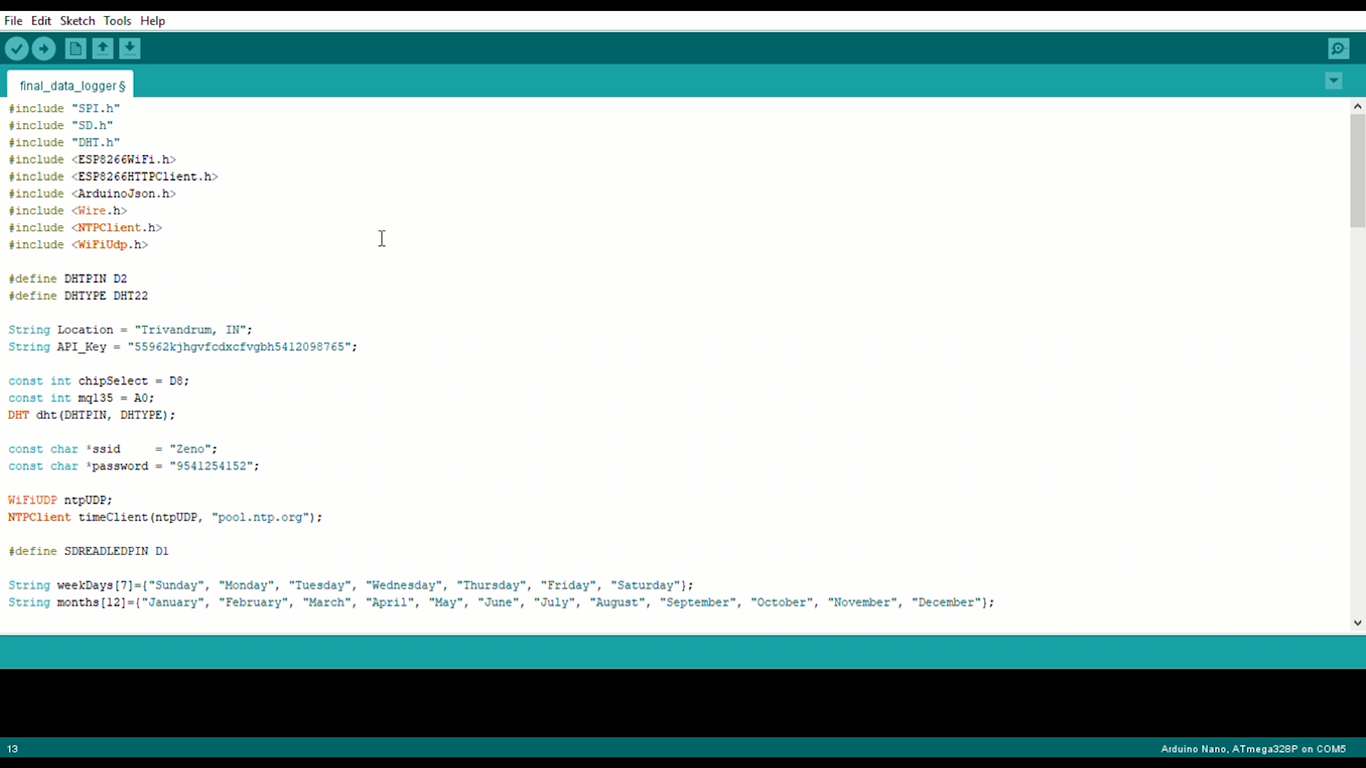 File Edit Sketch Tools Help
final_data_logger §
#include "SPI.h"
#include "SD.h"
#include "DHT.h"
#include <ESP8266WiFi.h>
#include <ESP8266HTTPClient.h>
#include <ArduinoJson.h>
#include <Wire.h>
#include <NTPClient.h>
#include <WiFiUdp.h>
#define DHTPIN D2
#define DHTYPE DHT22
String Location = "Trivandrum, IN";
String API_Key = "55962kjhgvfcdxcfvgbh5412098765";
const int chipSelect = D8;
const int mq135 = A0;
DHT dht(DHTPIN, DHTYPE);
const char *ssid     = "Zeno";
const char *password = "9541254152";
WiFiUDP ntpUDP;
NTPClient timeClient(ntpUDP, "pool.ntp.org");
#define SDREADLEDPIN D1
String weekDays[7]={"Sunday", "Monday", "Tuesday", "Wednesday", "Thursday", "Friday", "Saturday"};
String months[12]={"January", "February", "March", "April", "May", "June", "July", "August", "September", "October", "November", "December"};
13
Arduino Nano, ATmega328P on COM5